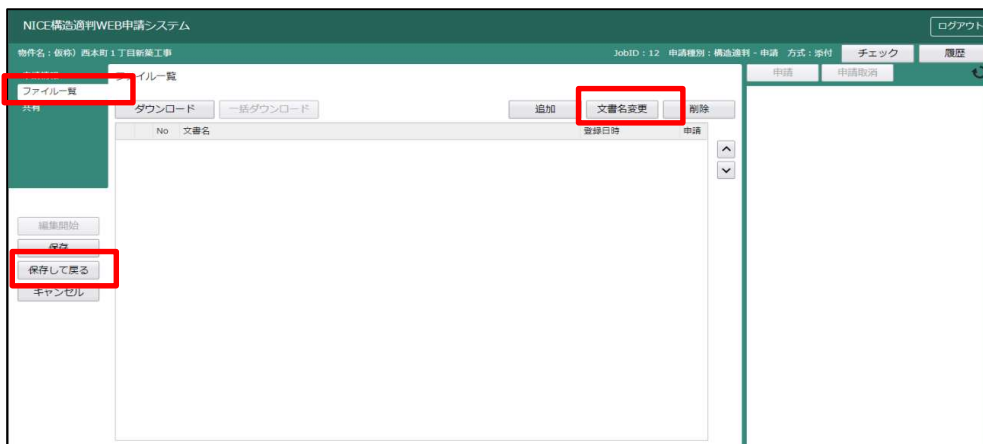 NICE構造適判WEB申請システム
ログアウト
物件名：仮称）西本町１丁目新築工事
JobID：12 申請種別：構造適判 - 申請 方式：添付
チェック
履歴
ファイル一覧
申請
申請取消
ファイル一覧
共有
ダウンロード
一括ダウンロード
追加
文書名変更
削除
No 文書名 登録日時 申請
編集開始
保存
保存して戻る
キャンセル